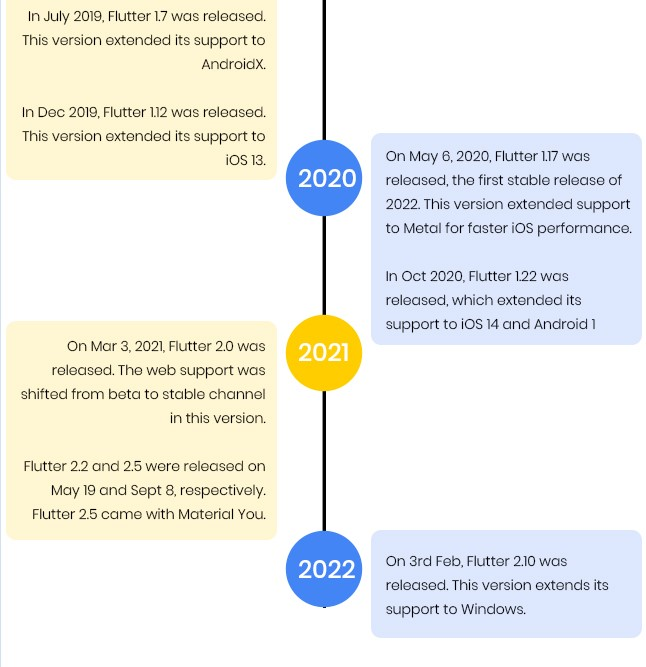 In July 2019, Flutter 1.7 was released.
This version extended its support to
AndroidX.
In Dec 2019, Flutter 1.12 was released.
This version extended its support to
iOS 13.
2020
On May 6, 2020, Flutter 1.17 was
released, the first stable release of
2022. This version extended support
to Metal for faster iOS performance.
In Oct 2020, Flutter 1.22 was
released, which extended its
support to iOS 14 and Android 1
2021
On Mar 3, 2021, Flutter 2.0 was
released. The web support was
shifted from beta to stable channel
in this version.
Flutter 2.2 and 2.5 were released on
May 19 and Sept 8, respectively.
Flutter 2.5 came with Material You.
2022
On 3rd Feb, Flutter 2.10 was
released. This version extends its
support to Windows.